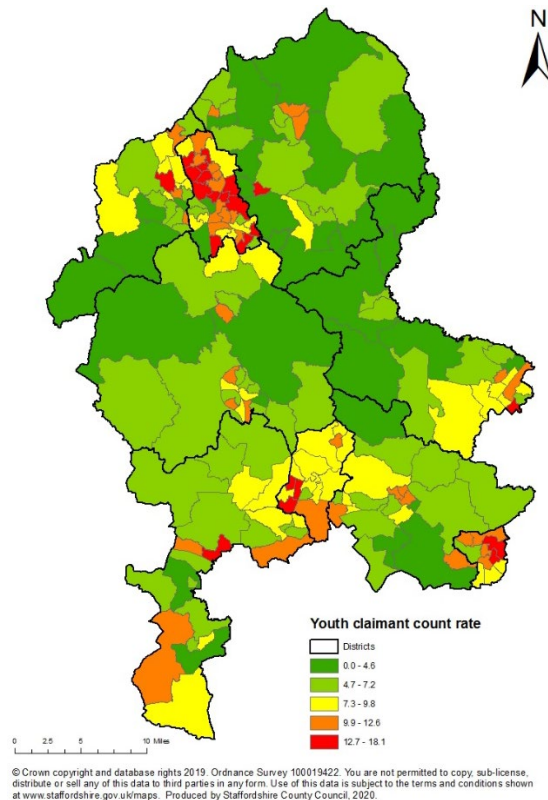 N
Youth claimant count rate
Districts
0.0 - 4.6
4.7 - 7.2
7.3 - 9.8
9.9 - 12.6
12.7 - 18.1
0 2.5 5 10 Miles
© Crown copyright and database rights 2019. Ordnance Survey 100019422. You are not permitted to copy, sub-license,
distribute or sell any of this data to third parties in any form. Use of this data is subject to the terms and conditions shown
at www.staffordshire.gov.uk/maps. Produced by Staffordshire County Council, 2020.